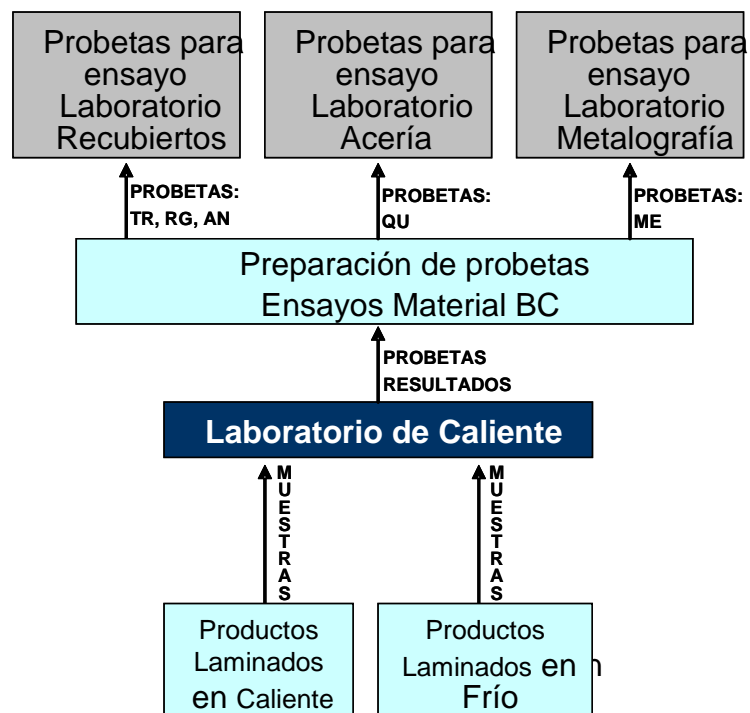 Probetas para
ensayo
Laboratorio
Recubiertos
Probetas para
ensayo
Laboratorio
Acería
Probetas para
ensayo
Laboratorio
Metalografía
PROBETAS:
TR, RG, AN
PROBETAS:
QU
PROBETAS:
ME
Preparación de probetas
Ensayos Material BC
PROBETAS
RESULTADOS
Laboratorio de Caliente
MUESTRAS
MUESTRAS
Productos
Laminados
en Caliente
Productos
Laminados en n
Frío